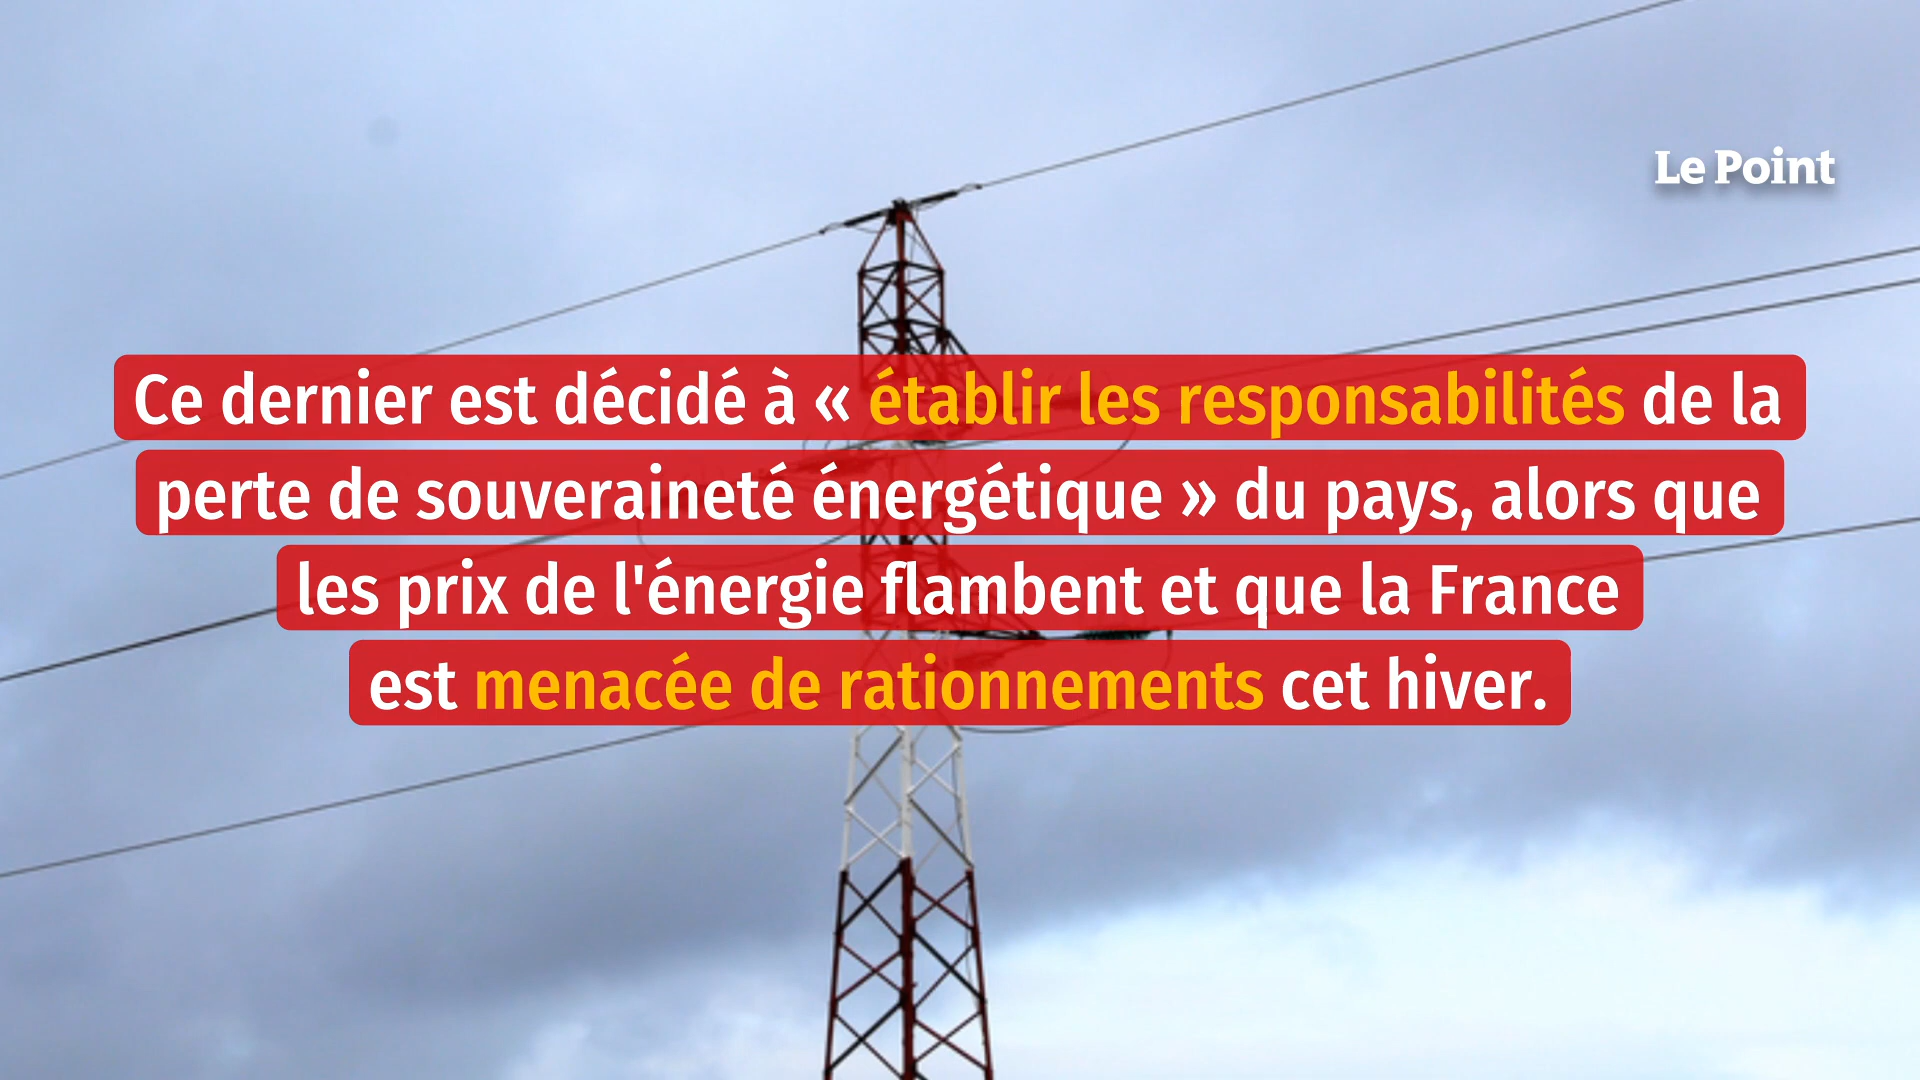 Le Point
Ce dernier est décidé à « établir les responsabilités de la
perte de souveraineté énergétique » du pays, alors que
les prix de l'énergie flambent et que la France
est menacée de rationnements cet hiver.